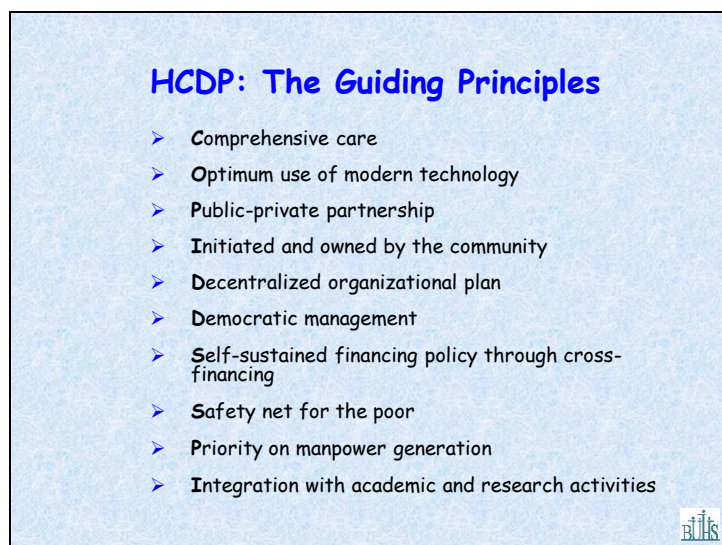 HCDP: The Guiding Principles
➢ Comprehensive care
➢ Optimum use of modern technology
➢ Public-private partnership
➢ Initiated and owned by the community
➢ Decentralized organizational plan
➢ Democratic management
➢ Self-sustained financing policy through cross-
financing
➢ Safety net for the poor
➢ Priority on manpower generation
➢ Integration with academic and research activities
BUHS